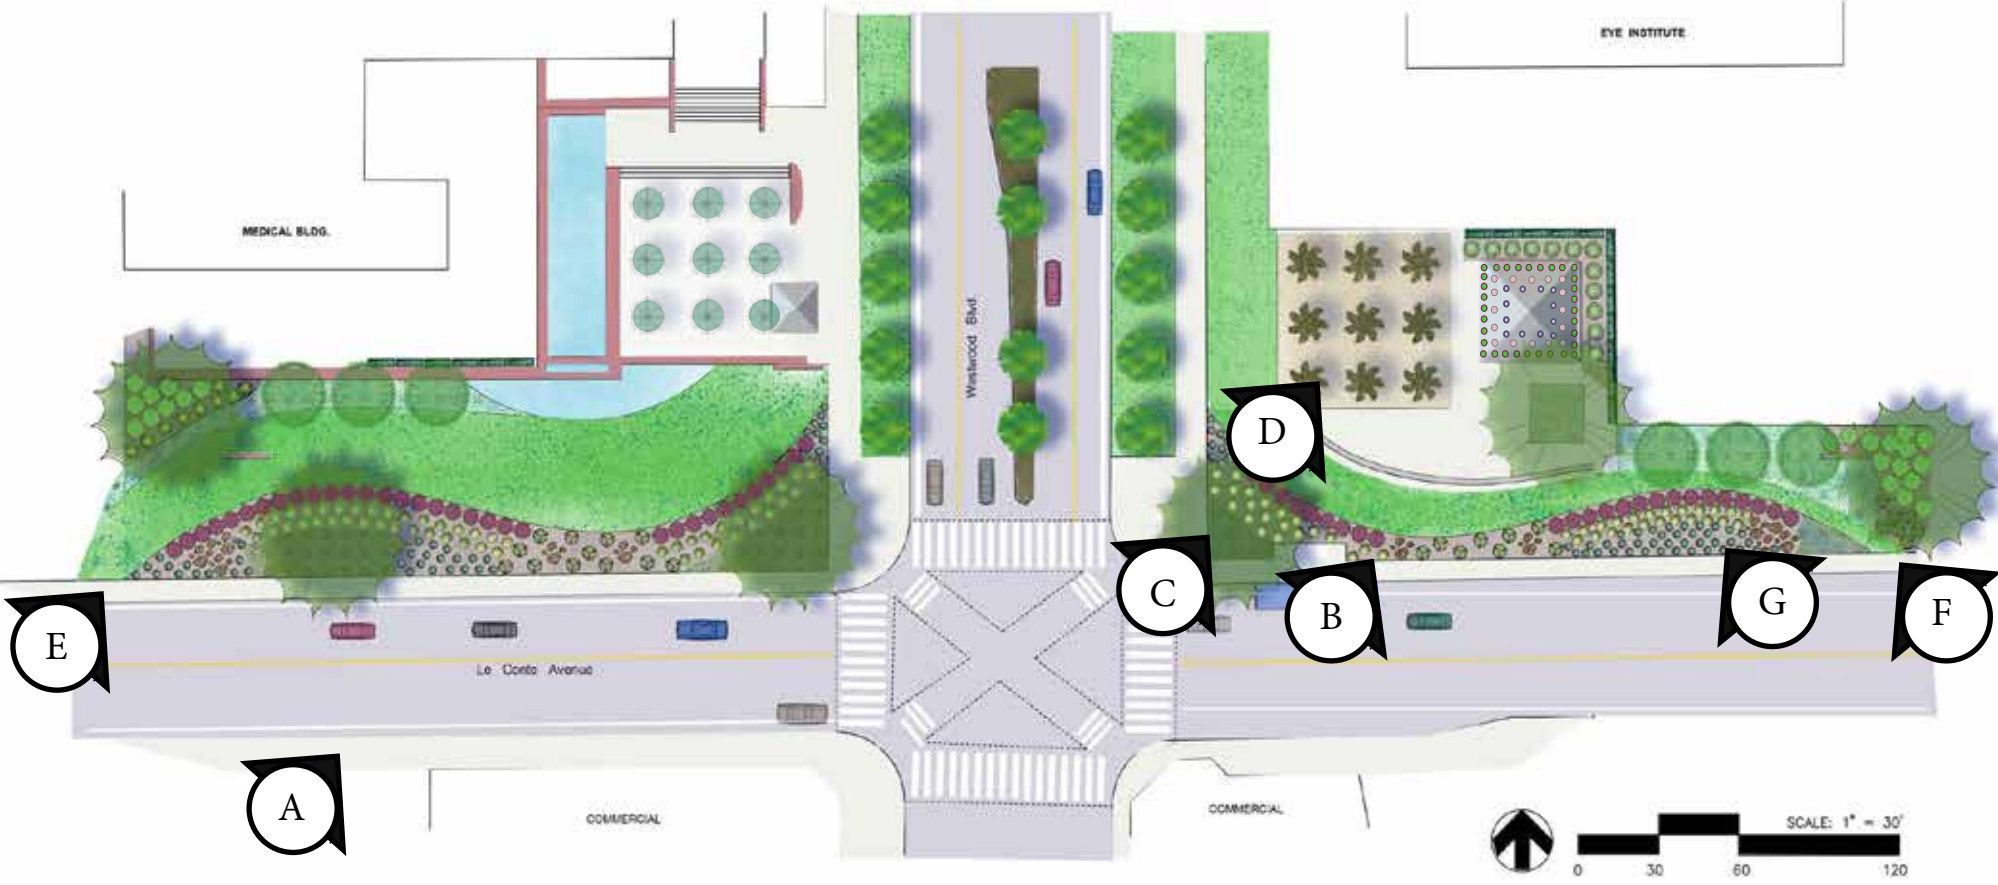 EYE INSTITUTE
MEDICAL BLDG.
Westwood Blvd.
D
C
B
G
F
E
Le Conte Avenue
A
COMMERCIAL
COMMERCIAL
SCALE: 1" = 30'
0 30 60 120